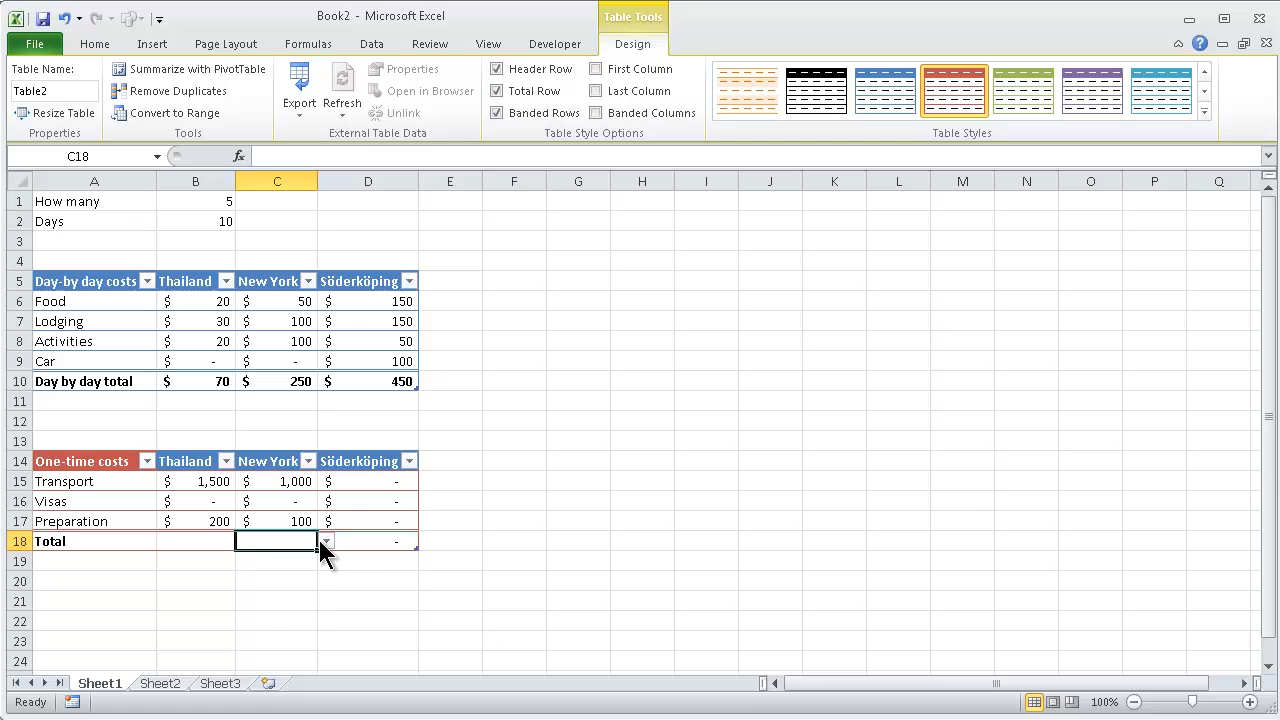 Book2 - Microsoft Excel
Table Tools
File Home Insert Page Layout Formulas Data Review View Developer Design
Table Name: Summarize with PivotTable Properties Header Row First Column
Remove Duplicates Open in Browser Total Row Last Column
Resize Table Convert to Range Export Refresh Unlink Banded Rows Banded Columns
Properties Tools External Table Data Table Style Options Table Styles
C18 fx
A B C D E F G H I J K L M N O P Q
1 How many 5
2 Days 10
3
4
5 Day-by day costs Thailand New York Söderköping
6 Food $ 20 $ 50 $ 150
7 Lodging $ 30 $ 100 $ 150
8 Activities $ 20 $ 100 $ 50
9 Car $ - $ - $ 100
10 Day by day total $ 70 $ 250 $ 450
11
12
13
14 One-time costs Thailand New York Söderköping
15 Transport $ 1,500 $ 1,000 $ -
16 Visas $ - $ - $ -
17 Preparation $ 200 $ 100 $ -
18 Total -
19
20
21
22
23
24
Sheet1 Sheet2 Sheet3
Ready 100%